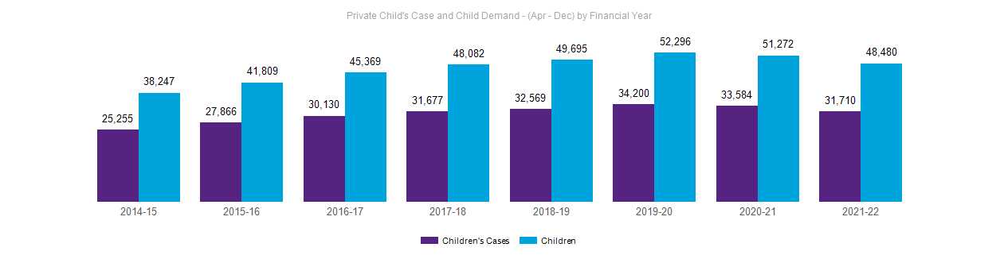 Private Child's Case and Child Demand - (Apr - Dec) by Financial Year
25,255 38,247 27,866 41,809 30,130 45,369 31,677 48,082 32,569 49,695 34,200 52,296 33,584 51,272 31,710 48,480
2014-15 2015-16 2016-17 2017-18 2018-19 2019-20 2020-21 2021-22
Children's Cases Children